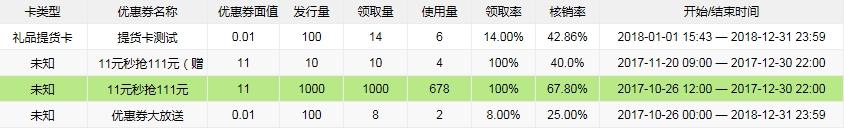 卡类型 优惠券名称 优惠券面值 发行量 领取量 使用量 领取率 核销率 开始/结束时间
礼品提货卡 提货卡测试 0.01 100 14 6 14.00% 42.86% 2018-01-01 15:43 — 2018-12-31 23:59
未知 11元秒抢111元（赠 11 10 10 4 100% 40.0% 2017-11-20 09:00 — 2017-12-30 22:00
未知 11元秒抢111元 11 1000 1000 678 100% 67.80% 2017-10-26 12:00 — 2017-12-30 22:00
未知 优惠券大放送 0.01 100 8 2 8.00% 25.00% 2017-10-26 00:00 — 2018-12-31 23:59